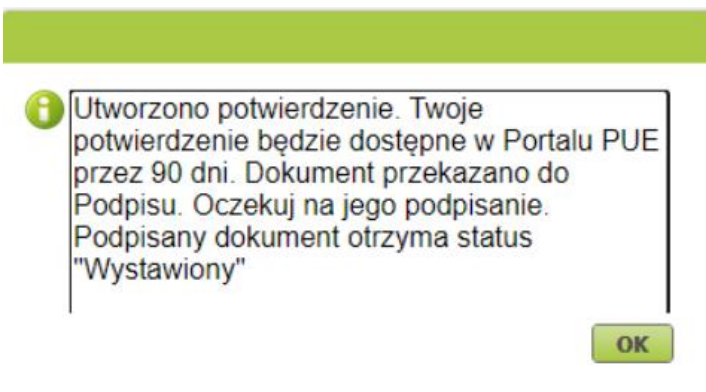 Utworzono potwierdzenie. Twoje
potwierdzenie będzie dostępne w Portalu PUE
przez 90 dni. Dokument przekazano do
Podpisu. Oczekuj na jego podpisanie.
Podpisany dokument otrzyma status
"Wystawiony"
OK